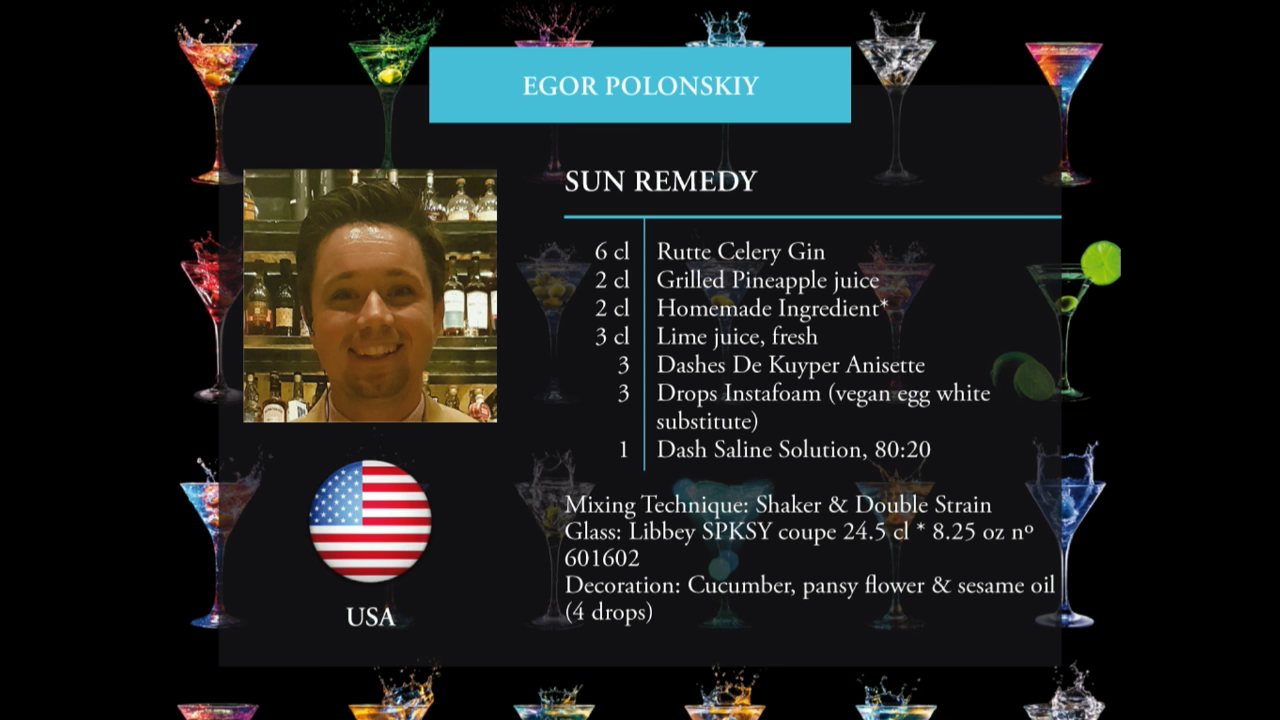 EGOR POLONSKIY
SUN REMEDY
6 cl Rutte Celery Gin
2 cl Grilled Pineapple juice
2 cl Homemade Ingredient*
3 cl Lime juice, fresh
3 Dashes De Kuyper Anisette
3 Drops Instafoam (vegan egg white
substitute)
1 Dash Saline Solution, 80:20
Mixing Technique: Shaker & Double Strain
Glass: Libbey SPKSY coupe 24.5 cl * 8.25 oz nº
601602
Decoration: Cucumber, pansy flower & sesame oil
(4 drops)
USA